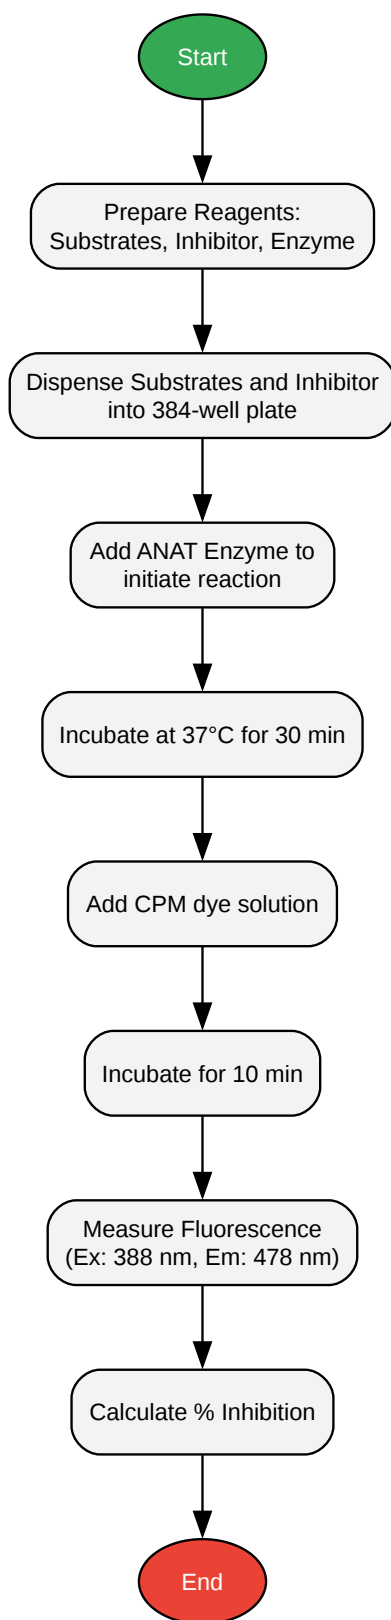 Start
Prepare Reagents:
Substrates, Inhibitor, Enzyme
Dispense Substrates and Inhibitor
into 384-well plate
Add ANAT Enzyme to
initiate reaction
Incubate at 37°C for 30 min
Add CPM dye solution
Incubate for 10 min
Measure Fluorescence
(Ex: 388 nm, Em: 478 nm)
Calculate % Inhibition
End